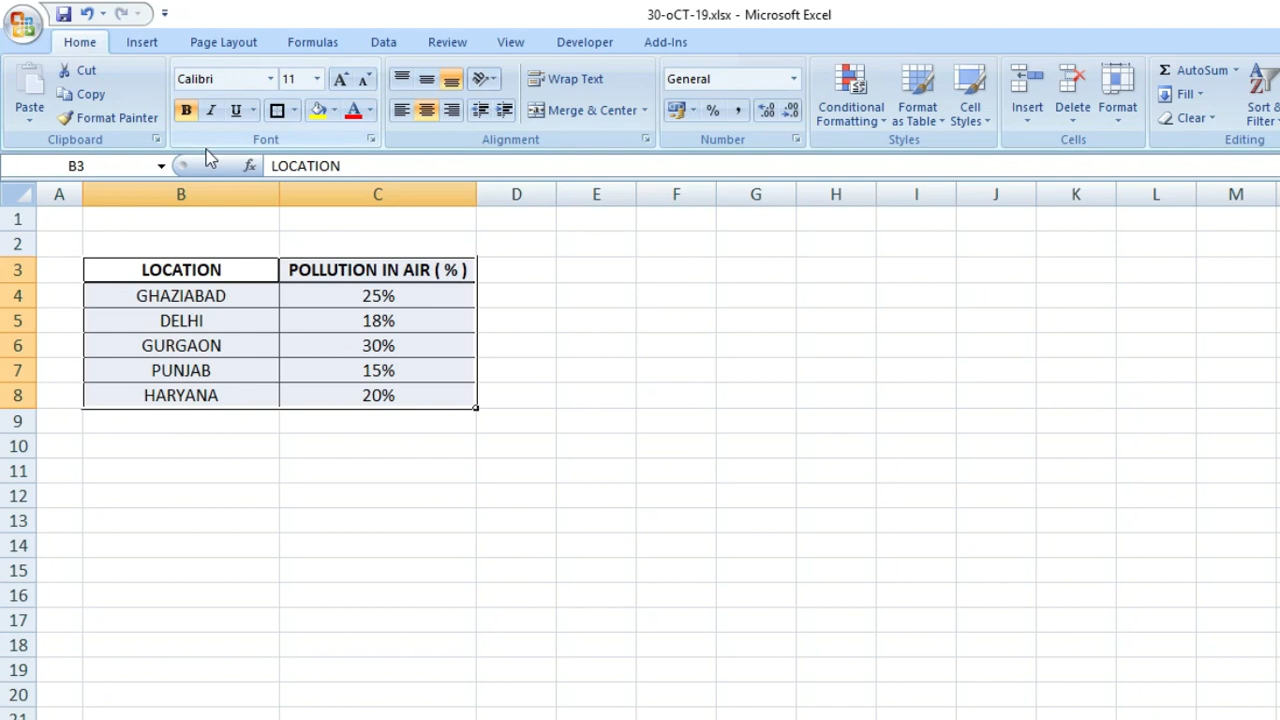 30-oCT-19.xlsx - Microsoft Excel
Home Insert Page Layout Formulas Data Review View Developer Add-Ins
Paste
Cut
Copy
Format Painter
Clipboard
Calibri 11
B I U A
Font
Wrap Text
Merge & Center
Alignment
General
% ,
Number
Conditional Formatting
Format as Table
Cell Styles
Styles
Insert Delete Format
Cells
Σ AutoSum
Fill
Clear
Sort &
Filter
Editing
B3 fx LOCATION
A B C D E F G H I J K L M
1
2
3 LOCATION POLLUTION IN AIR ( % )
4 GHAZIABAD 25%
5 DELHI 18%
6 GURGAON 30%
7 PUNJAB 15%
8 HARYANA 20%
9
10
11
12
13
14
15
16
17
18
19
20
21